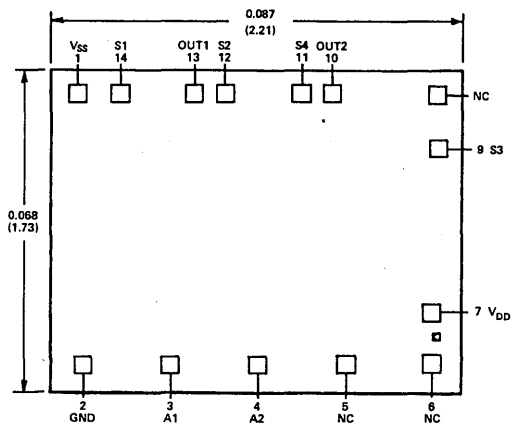 0.087
(2.21)
VSS S1 OUT1 S2 S4 OUT2
1 14 13 12 11 10
NC
9 S3
0.068
(1.73)
7 VDD
2 3 4 5 6
GND A1 A2 NC NC